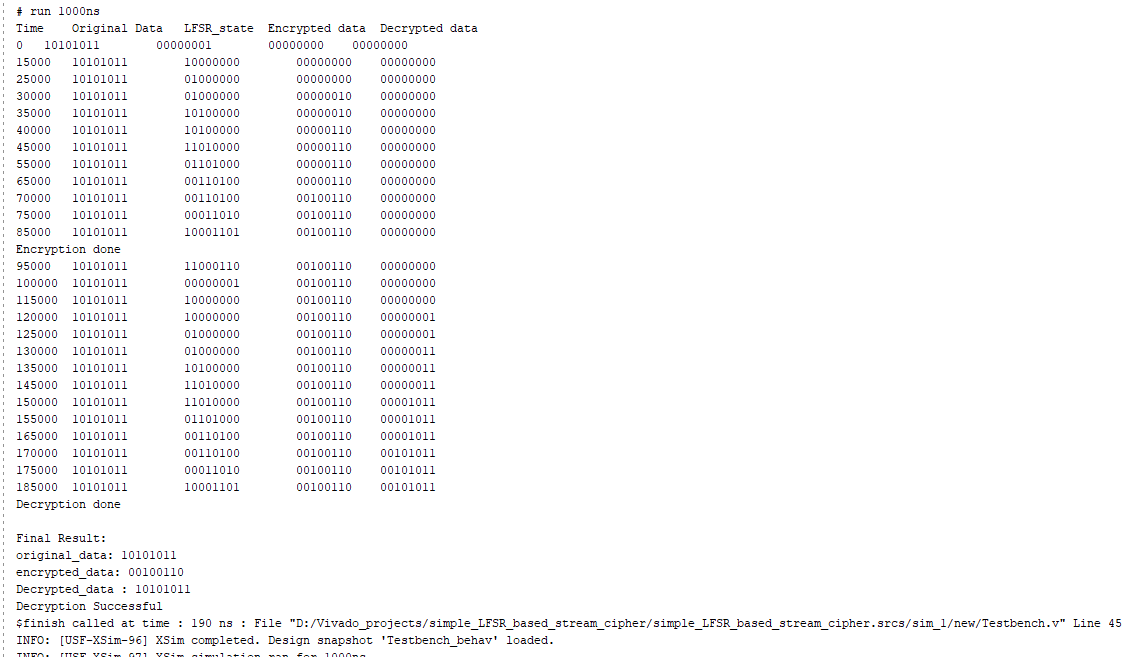 # run 1000ns
Time    Original Data   LFSR_state  Encrypted data  Decrypted data
0   10101011        00000001        00000000    00000000
15000   10101011        10000000        00000000    00000000
25000   10101011        01000000        00000000    00000000
30000   10101011        01000000        00000010    00000000
35000   10101011        10100000        00000010    00000000
40000   10101011        10100000        00000110    00000000
45000   10101011        11010000        00000110    00000000
55000   10101011        01101000        00000110    00000000
65000   10101011        00110100        00000110    00000000
70000   10101011        00110100        00100110    00000000
75000   10101011        00011010        00100110    00000000
85000   10101011        10001101        00100110    00000000
Encryption done
95000   10101011        11000110        00100110    00000000
100000  10101011        00000001        00100110    00000000
115000  10101011        10000000        00100110    00000000
120000  10101011        10000000        00100110    00000001
125000  10101011        01000000        00100110    00000001
130000  10101011        01000000        00100110    00000011
135000  10101011        10100000        00100110    00000011
145000  10101011        11010000        00100110    00000011
150000  10101011        11010000        00100110    00001011
155000  10101011        01101000        00100110    00001011
165000  10101011        00110100        00100110    00001011
170000  10101011        00110100        00100110    00101011
175000  10101011        00011010        00100110    00101011
185000  10101011        10001101        00100110    00101011
Decryption done
Final Result:
original_data: 10101011
encrypted_data: 00100110
Decrypted_data : 10101011
Decryption Successful
$finish called at time : 190 ns : File "D:/Vivado_projects/simple_LFSR_based_stream_cipher/simple_LFSR_based_stream_cipher.srcs/sim_1/new/Testbench.v" Line 45
INFO: [USF-XSim-96] XSim completed. Design snapshot 'Testbench_behav' loaded.
INFO: [USF-XSim-97] XSim simulation ran for 1000ns